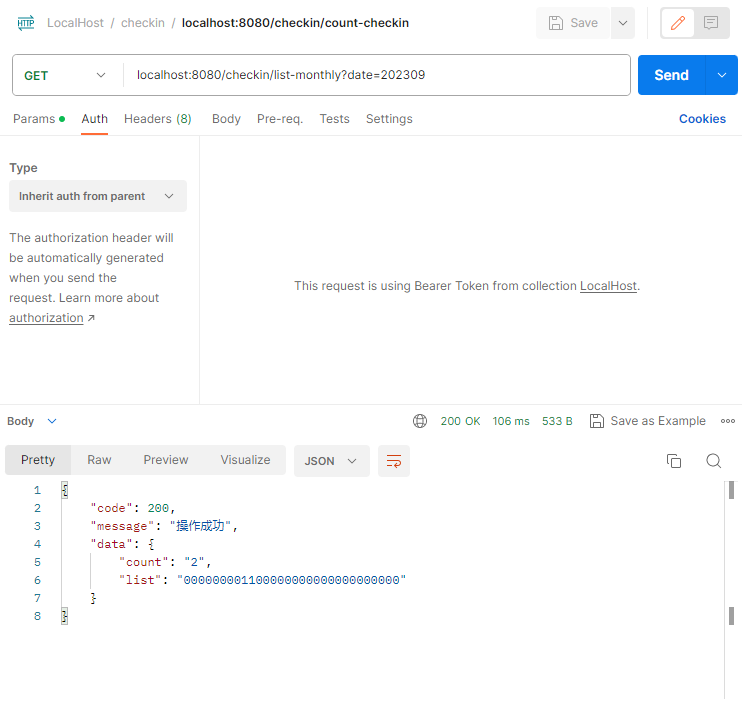 LocalHost / checkin / localhost:8080/checkin/count-checkin
Save
GET
localhost:8080/checkin/list-monthly?date=202309
Send
Params
Auth
Headers (8)
Body
Pre-req.
Tests
Settings
Cookies
Type
Inherit auth from parent
The authorization header will
be automatically generated
when you send the
request. Learn more about
authorization ↗
This request is using Bearer Token from collection LocalHost.
Body
200 OK
106 ms
533 B
Save as Example
Pretty
Raw
Preview
Visualize
JSON
1 {
2 "code": 200,
3 "message": "操作成功",
4 "data": {
5 "count": "2",
6 "list": "000000000110000000000000000000"
7 }
8 }